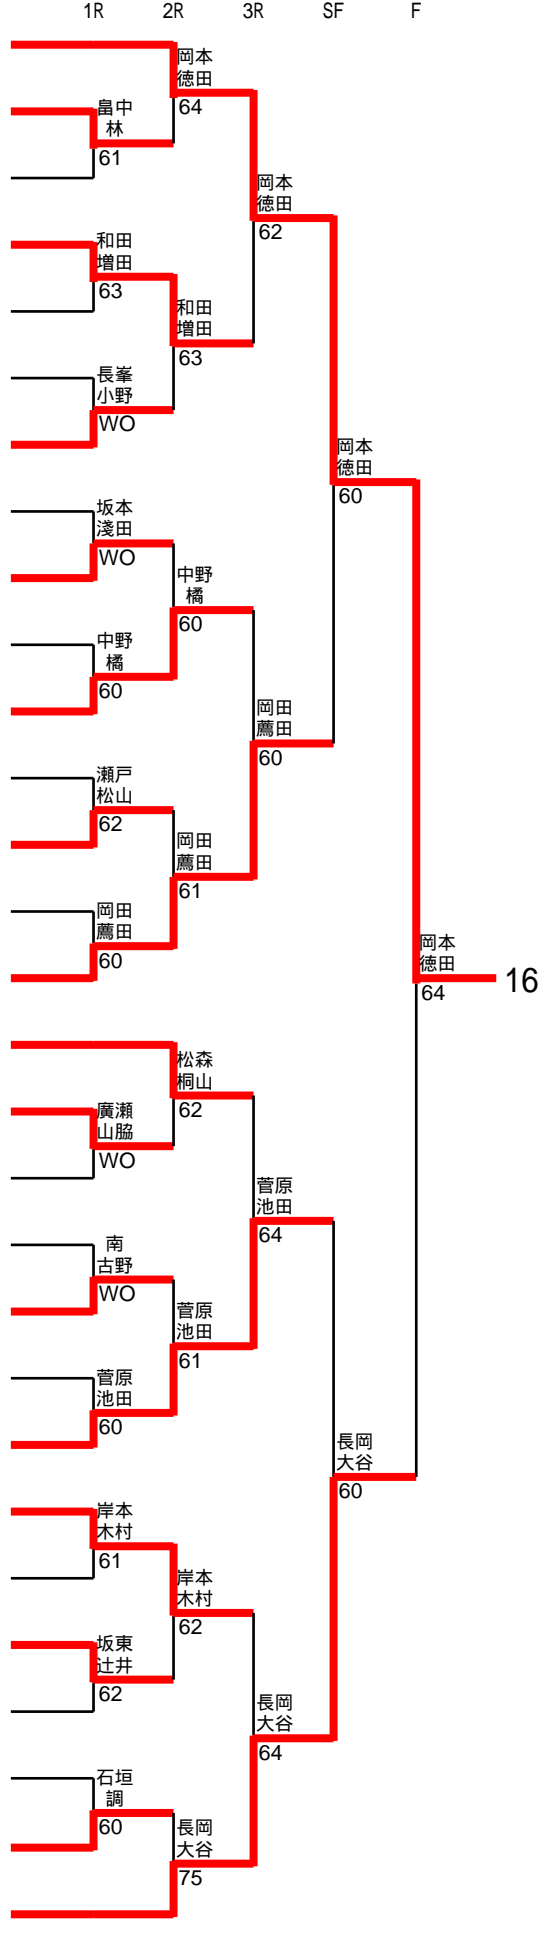 1R 2R 3R SF F
岡本
徳田
64
畠中
林
61
岡本
徳田
62
和田
増田
63
和田
増田
63
長峯
小野
WO
岡本
徳田
60
坂本
淺田
WO
中野
橘
60
中野
橘
60
岡田
薦田
60
瀬戸
松山
62
岡田
薦田
61
岡田
薦田
60
岡本
徳田
64
16
松森
桐山
62
廣瀬
山脇
WO
菅原
池田
64
南
古野
WO
菅原
池田
61
菅原
池田
60
長岡
大谷
60
岸本
木村
61
岸本
木村
62
坂東
辻井
62
長岡
大谷
64
石垣
調
60
長岡
大谷
75